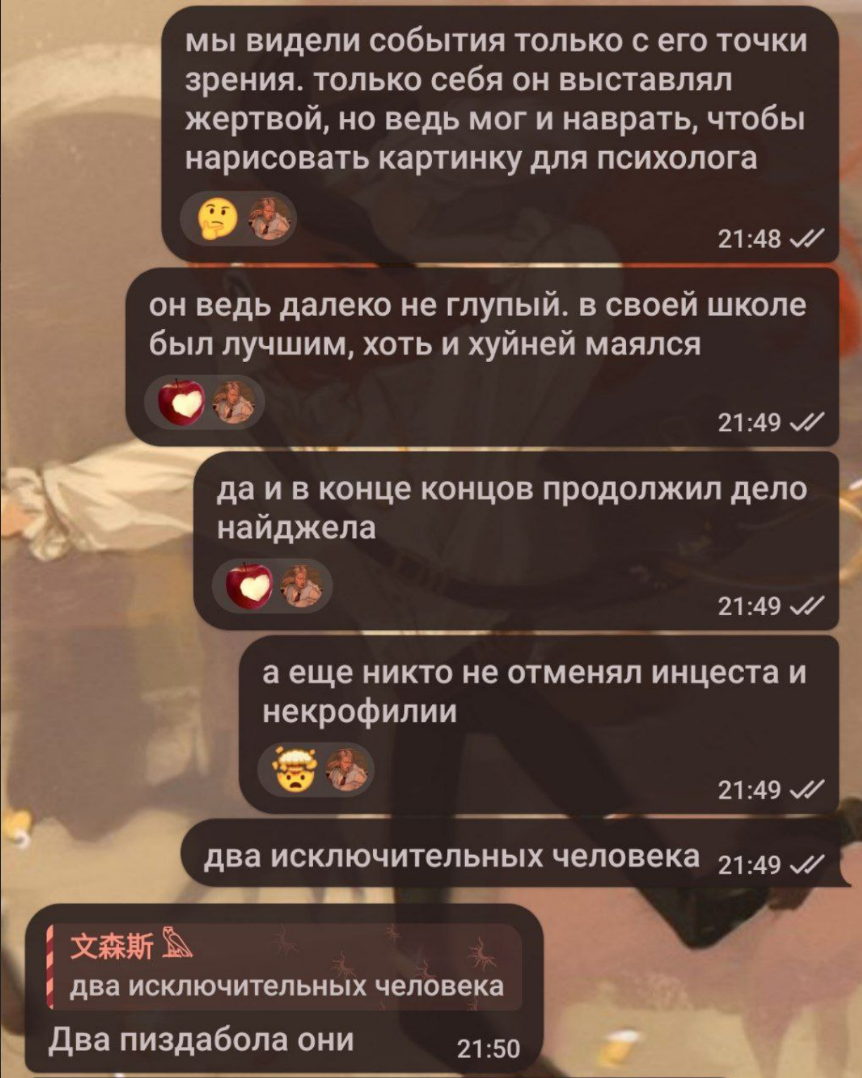 мы видели события только с его точки
зрения. только себя он выставлял
жертвой, но ведь мог и наврать, чтобы
нарисовать картинку для психолога
21:48
он ведь далеко не глупый. в своей школе
был лучшим, хоть и хуйней маялся
21:49
да и в конце концов продолжил дело
найджела
21:49
а еще никто не отменял инцеста и
некрофилии
21:49
два исключительных человека 21:49
文森斯
два исключительных человека
Два пиздабола они 21:50